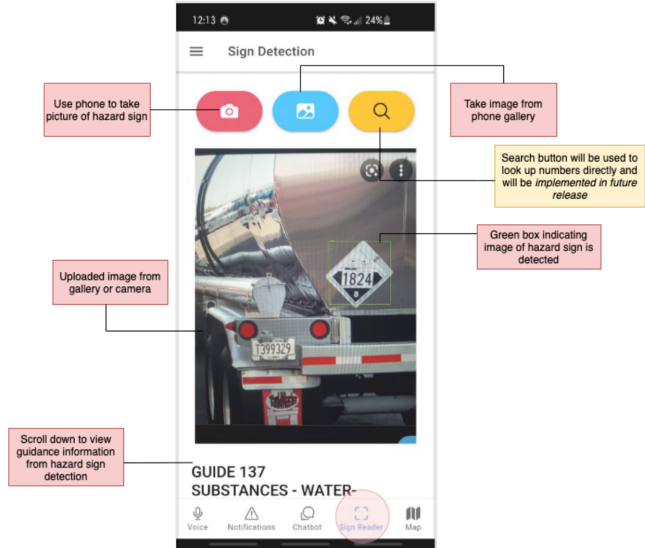 12:13
24%
Sign Detection
Use phone to take
picture of hazard sign
Take image from
phone gallery
Search button will be used to
look up numbers directly and
will be implemented in future
release
Green box indicating
image of hazard sign is
detected
Uploaded image from
gallery or camera
1824
8
T399329
Scroll down to view
guidance information
from hazard sign
detection
GUIDE 137
SUBSTANCES - WATER-
Voice
Notifications
Chatbot
Sign Reader
Map